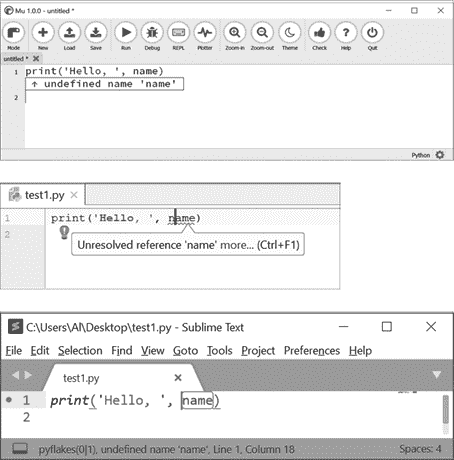 Mu 1.0.0 - untitled *
Mode New Load Save Run Debug REPL Plotter Zoom-in Zoom-out Theme Check Help Quit
untitled *
1 print('Hello, ', name)
↑ undefined name 'name'
2
Python
test1.py
1 print('Hello, ', name)
2
Unresolved reference 'name' more... (Ctrl+F1)
C:\Users\Al\Desktop\test1.py - Sublime Text
File Edit Selection Find View Goto Tools Project Preferences Help
test1.py
1 print('Hello, ', name)
2
pyflakes(0|1), undefined name 'name', Line 1, Column 18 Spaces: 4